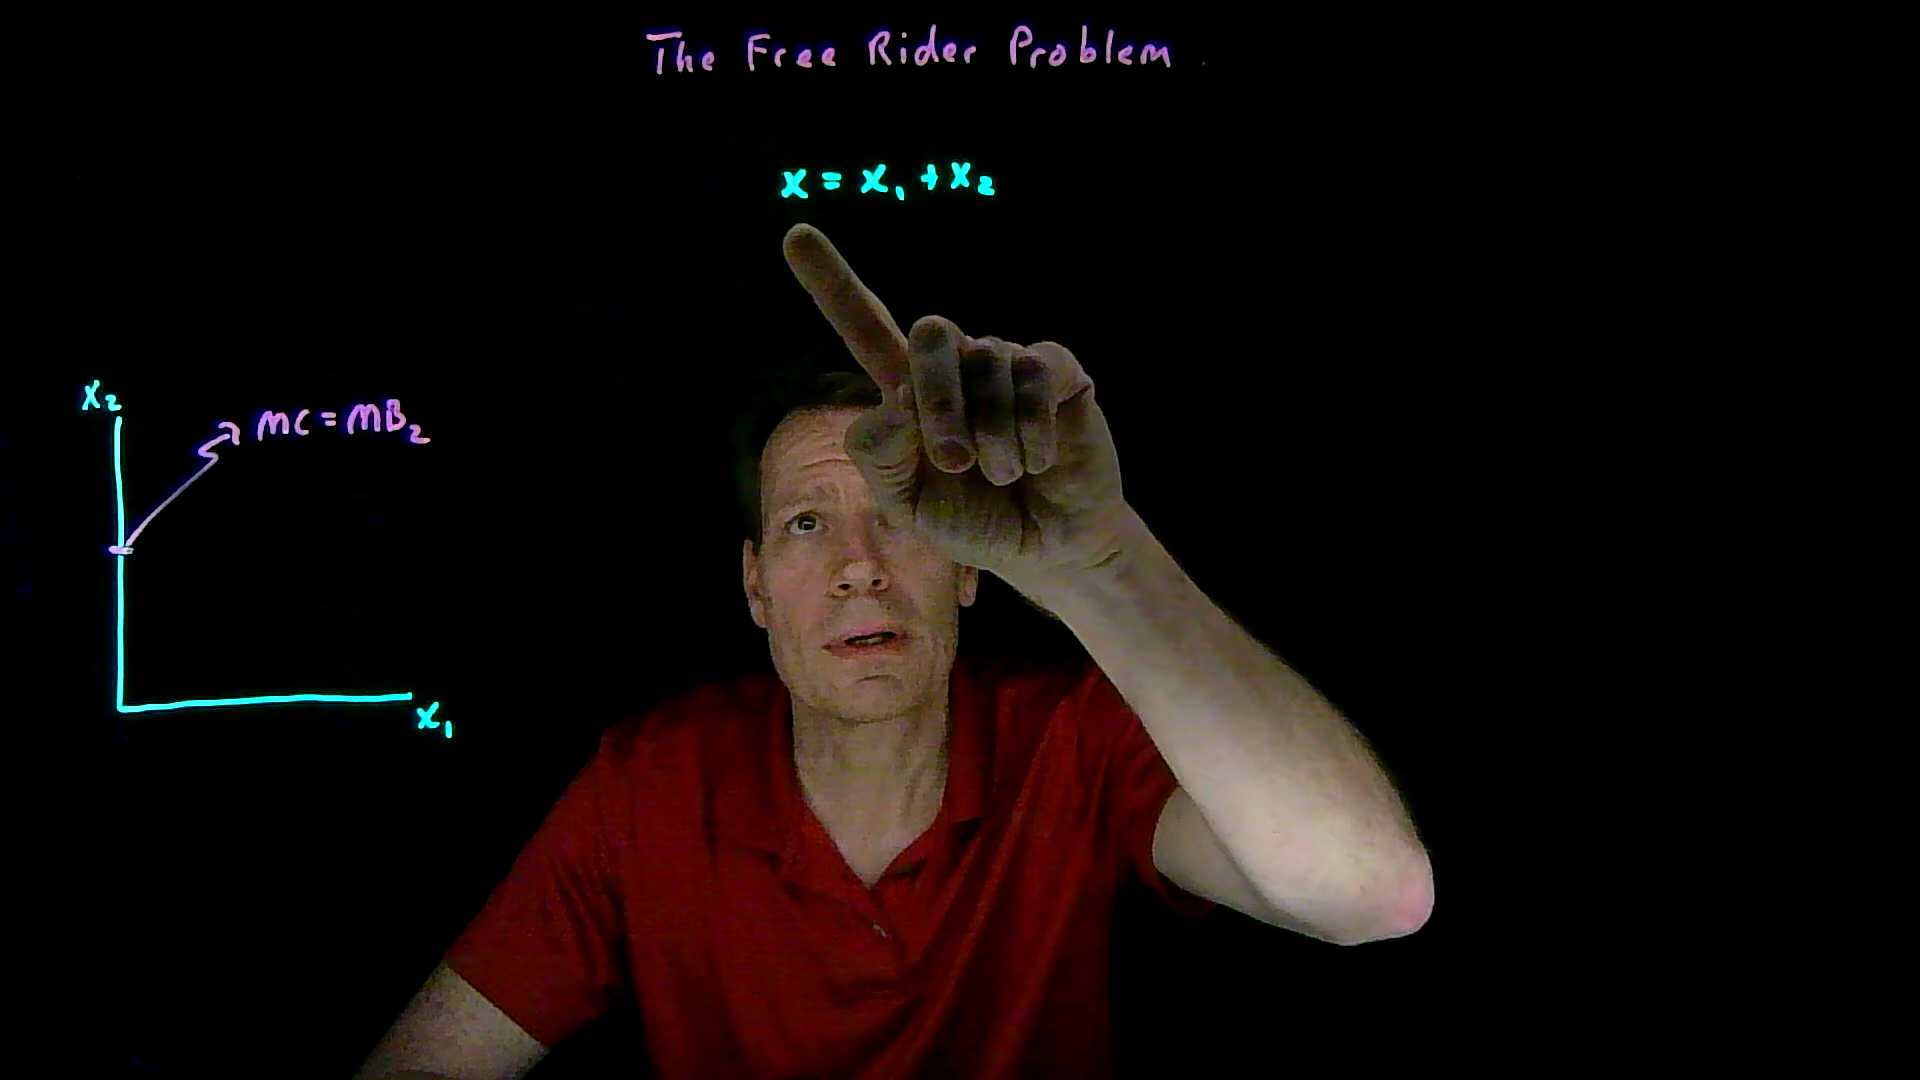 The Free Rider Problem
x = x₁ + x₂
x₂
MC = MB₂
x₁